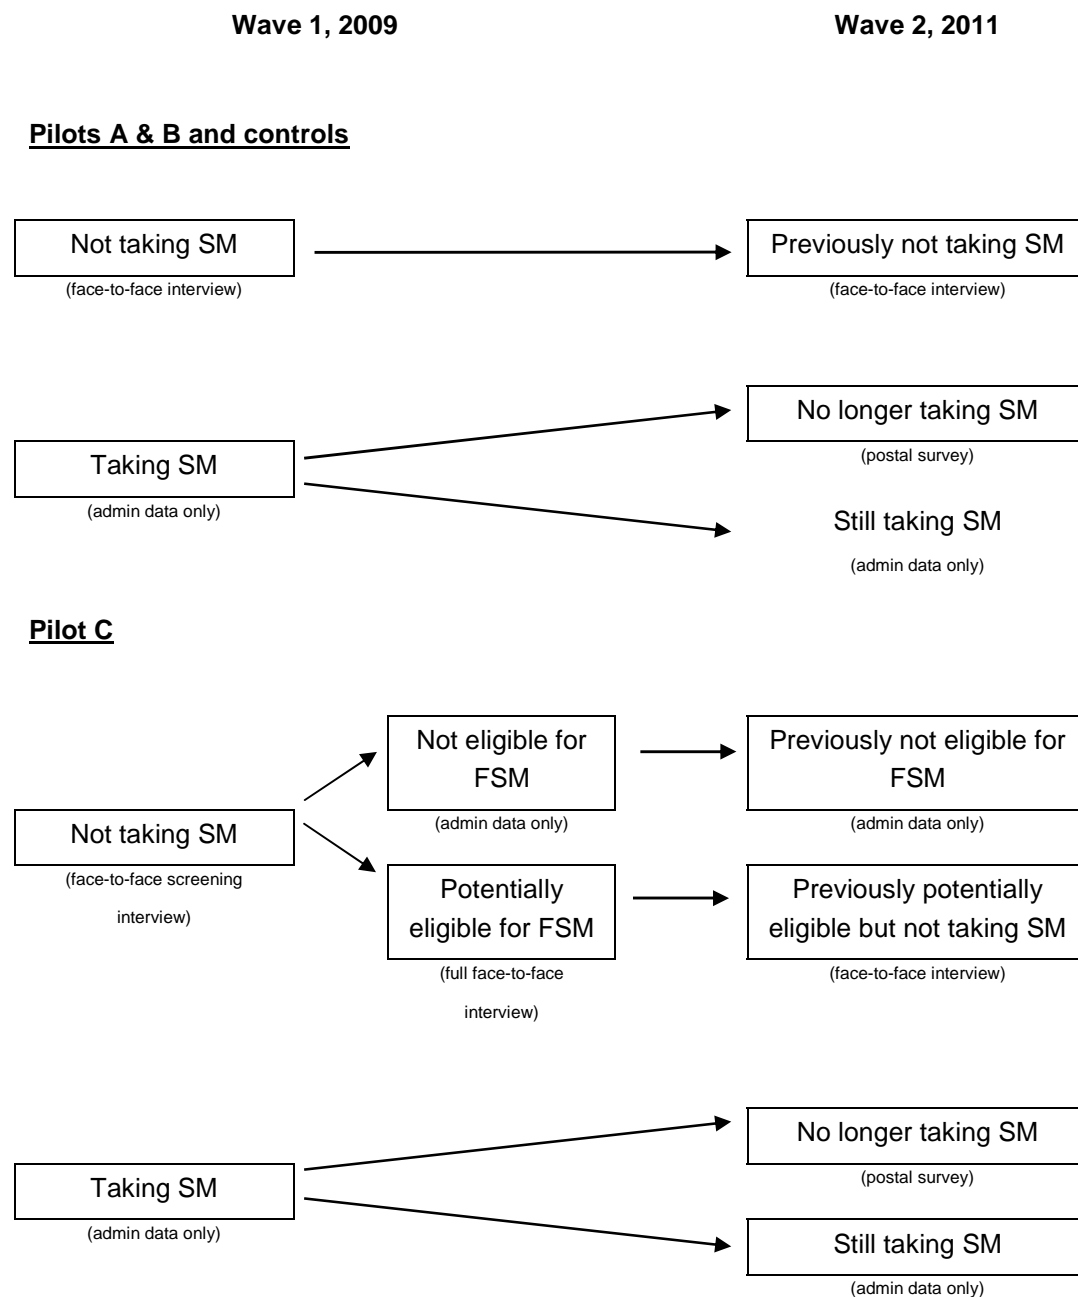 Wave 1, 2009
Wave 2, 2011
Pilots A & B and controls
Not taking SM
(face-to-face interview)
Previously not taking SM
(face-to-face interview)
Taking SM
(admin data only)
No longer taking SM
(postal survey)
Still taking SM
(admin data only)
Pilot C
Not taking SM
(face-to-face screening
interview)
Not eligible for
FSM
(admin data only)
Previously not eligible for
FSM
(admin data only)
Potentially
eligible for FSM
(full face-to-face
interview)
Previously potentially
eligible but not taking SM
(face-to-face interview)
Taking SM
(admin data only)
No longer taking SM
(postal survey)
Still taking SM
(admin data only)